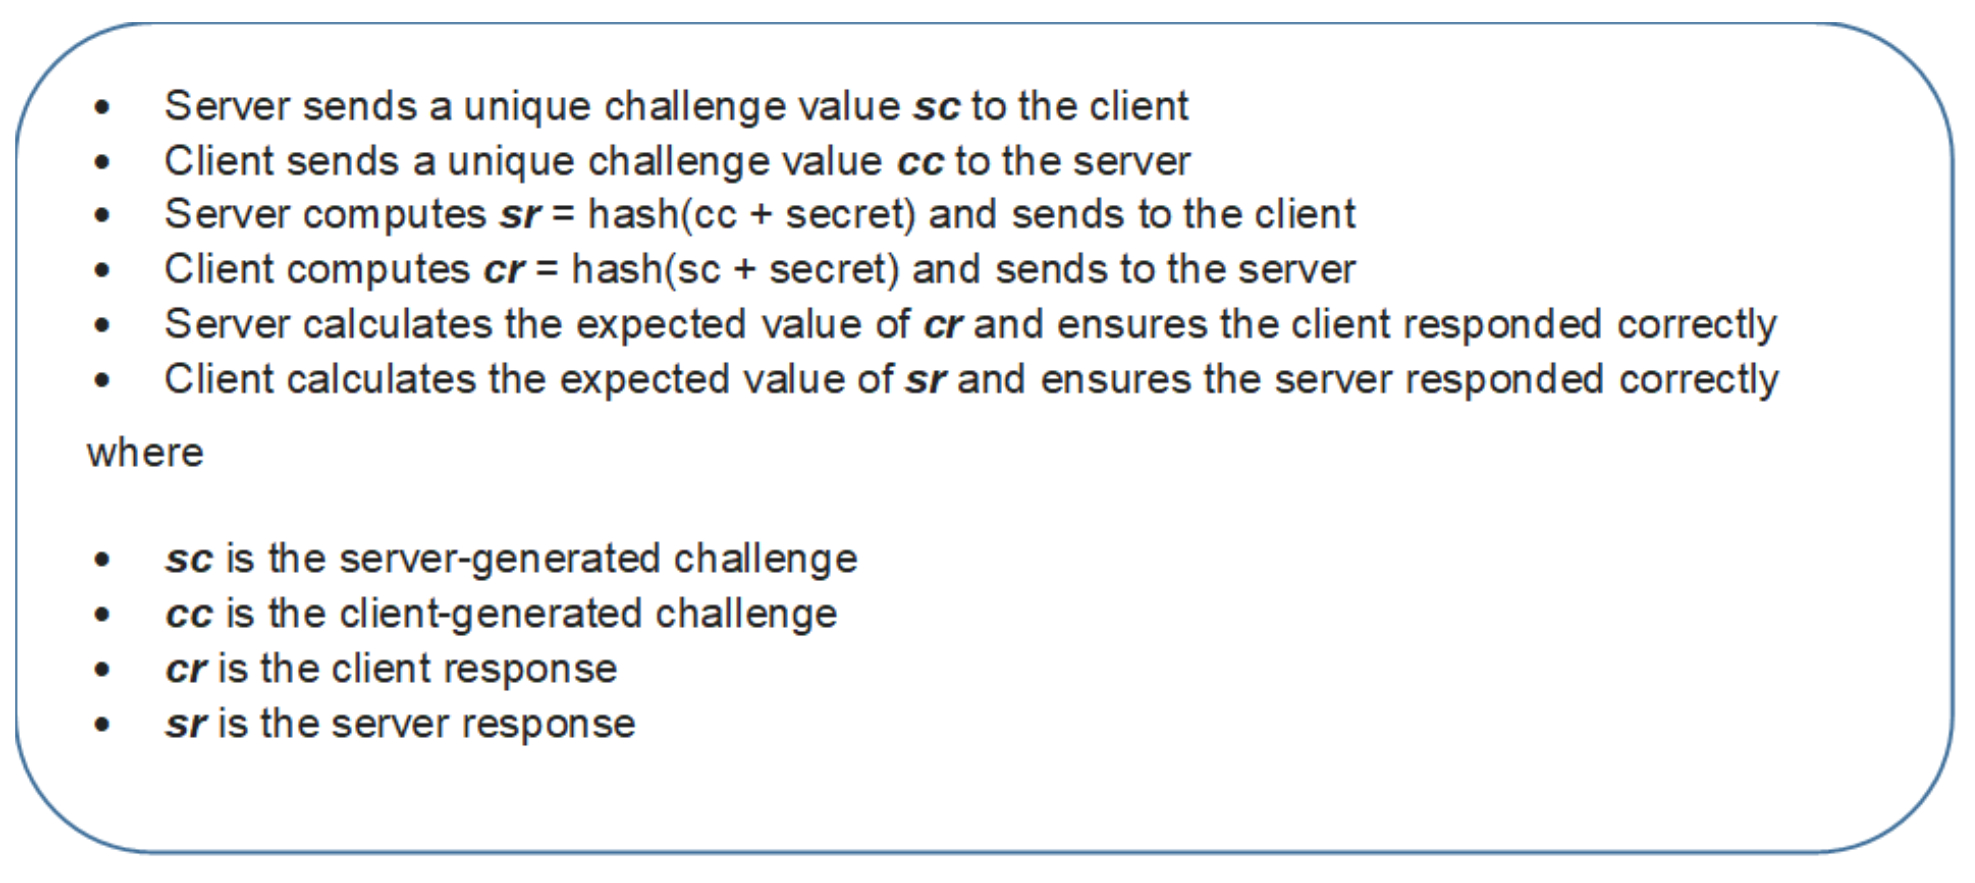 • Server sends a unique challenge value sc to the client
• Client sends a unique challenge value cc to the server
• Server computes sr = hash(cc + secret) and sends to the client
• Client computes cr = hash(sc + secret) and sends to the server
• Server calculates the expected value of cr and ensures the client responded correctly
• Client calculates the expected value of sr and ensures the server responded correctly
where
• sc is the server-generated challenge
• cc is the client-generated challenge
• cr is the client response
• sr is the server response